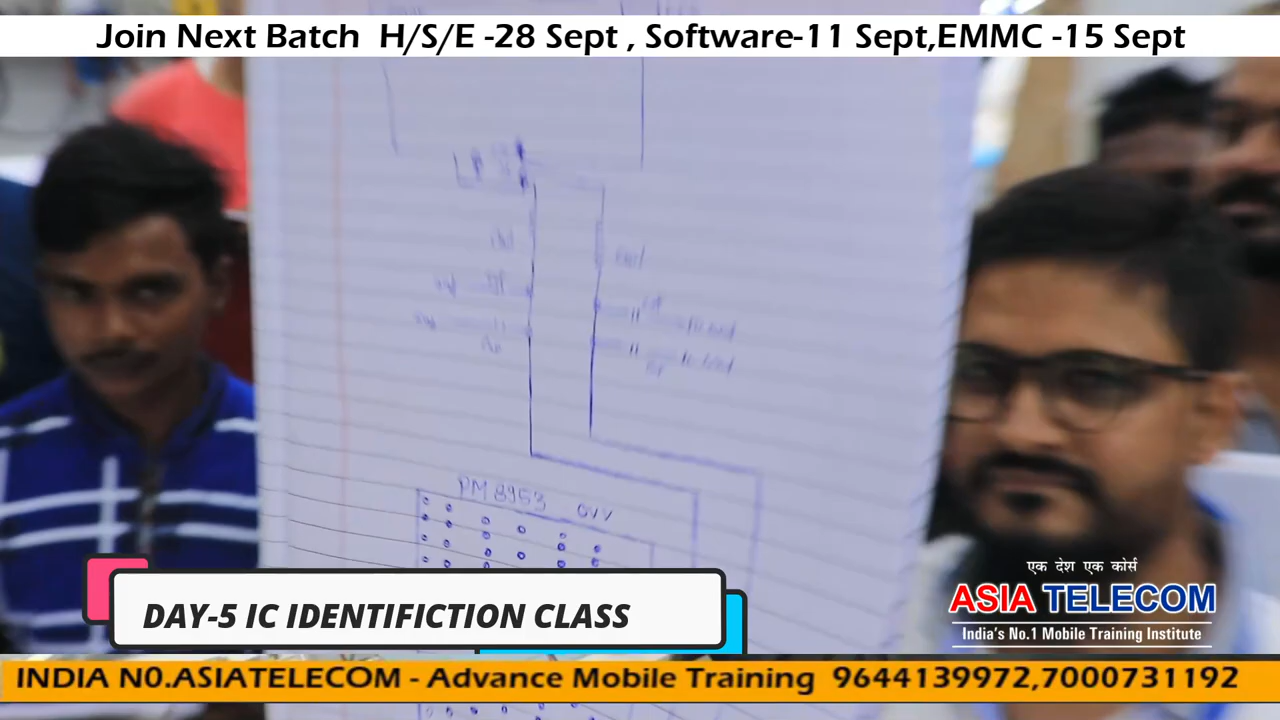 Join Next Batch H/S/E -28 Sept , Software-11 Sept,EMMC -15 Sept
PM 8953
DAY-5 IC IDENTIFICTION CLASS
एक देश एक कोर्स
ASIA TELECOM
India's No.1 Mobile Training Institute
INDIA N0.ASIATELECOM - Advance Mobile Training 9644139972,7000731192